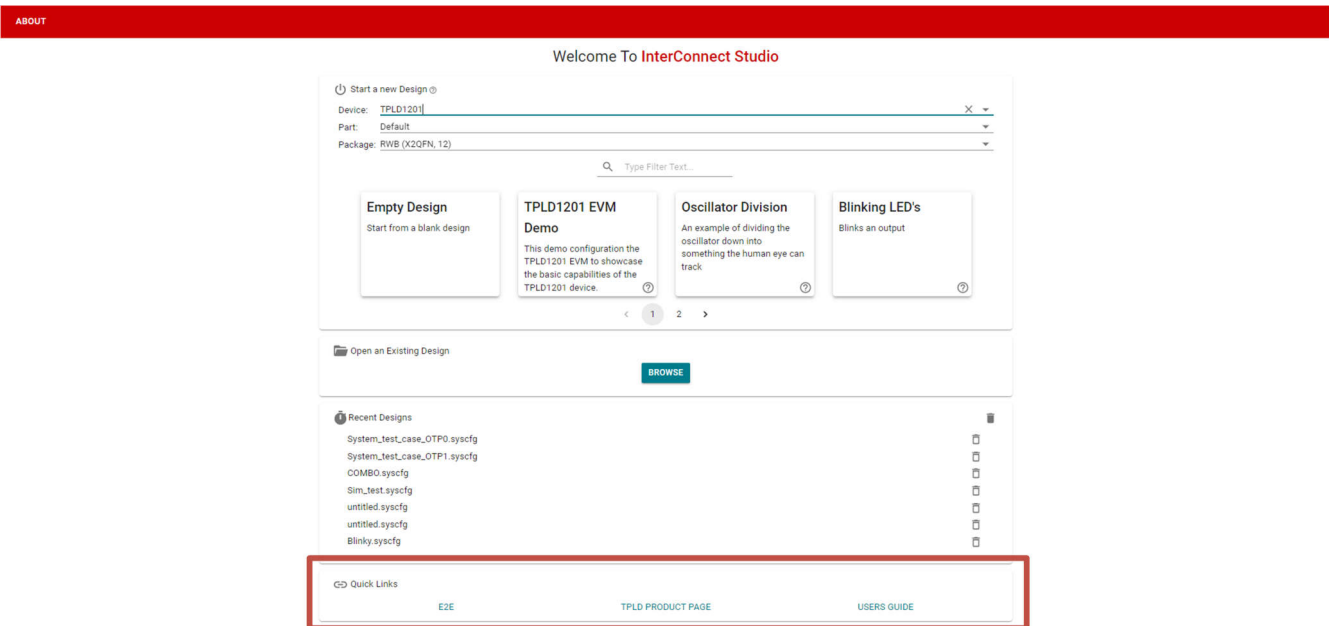 ABOUT
Welcome To InterConnect Studio
Start a new Design
Device: TPLD1201
Part: Default
Package: RWB (X2QFN, 12)
Type Filter Text...
Empty Design
Start from a blank design
TPLD1201 EVM
Demo
This demo configuration the
TPLD1201 EVM to showcase
the basic capabilities of the
TPLD1201 device.
Oscillator Division
An example of dividing the
oscillator down into
something the human eye can
track
Blinking LED's
Blinks an output
1 2
Open an Existing Design
BROWSE
Recent Designs
System_test_case_OTP0.syscfg
System_test_case_OTP1.syscfg
COMBO.syscfg
Sim_test.syscfg
untitled.syscfg
untitled.syscfg
Blinky.syscfg
Quick Links
E2E TPLD PRODUCT PAGE USERS GUIDE